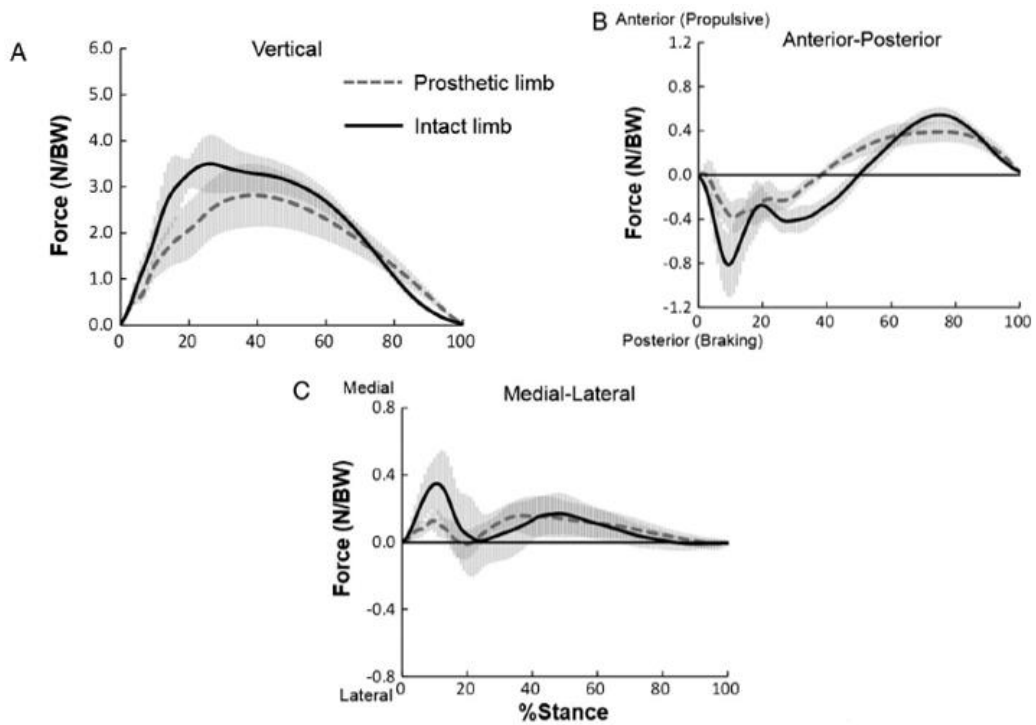 A
Vertical
Prosthetic limb
Intact limb
Force (N/BW)
6.0
5.0
4.0
3.0
2.0
1.0
0.0
0 20 40 60 80 100
B
Anterior (Propulsive)
Anterior-Posterior
Force (N/BW)
1.2
0.8
0.4
0.0
-0.4
-0.8
-1.2
0 20 40 60 80 100
Posterior (Braking)
C
Medial
Medial-Lateral
Force (N/BW)
0.8
0.4
0.0
-0.4
-0.8
Lateral
0 20 40 60 80 100
%Stance